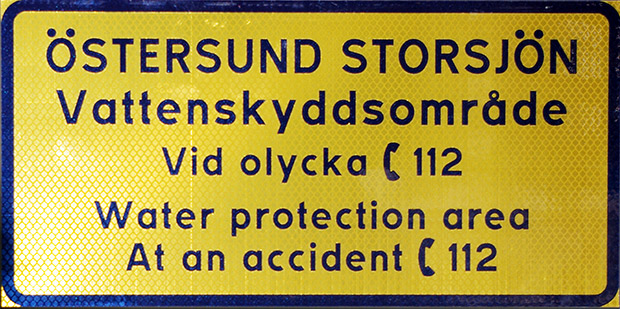 ÖSTERSUND STORSJÖN
Vattenskyddsområde
Vid olycka 112
Water protection area
At an accident 112